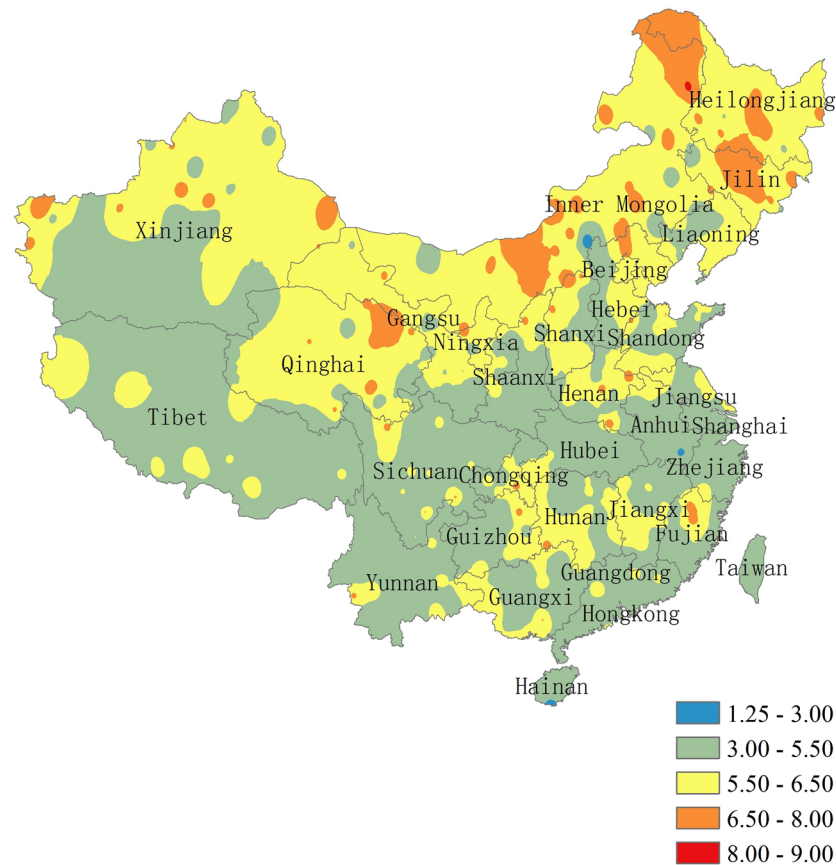 Heilongjiang
Jilin
Inner Mongolia
Xinjiang
Liaoning
Beijing
Hebei
Gansu
Shanxi
Shandong
Ningxia
Qinghai
Shaanxi
Henan
Jiangsu
Tibet
Anhui
Shanghai
Hubei
Zhejiang
Sichuan
Chongqing
Jiangxi
Hunan
Guizhou
Fujian
Taiwan
Guangdong
Yunnan
Guangxi
Hongkong
Hainan
1.25 - 3.00
3.00 - 5.50
5.50 - 6.50
6.50 - 8.00
8.00 - 9.00